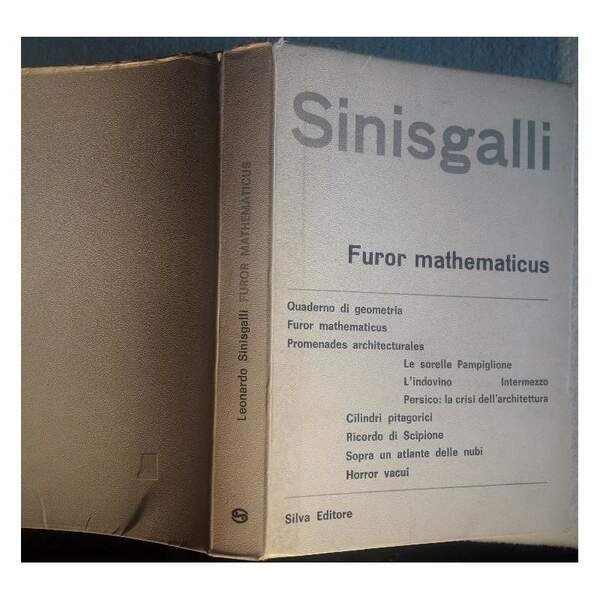 Sinisgalli
Furor mathematicus
Quaderno di geometria
Furor mathematicus
Promenades architecturales
Le sorelle Pampiglione
L'indovino Intermezzo
Persico: la crisi dell'architettura
Cilindri pitagorici
Ricordo di Scipione
Sopra un atlante delle nubi
Horror vacui
Silva Editore
Leonardo Sinisgalli FUROR MATHEMATICUS